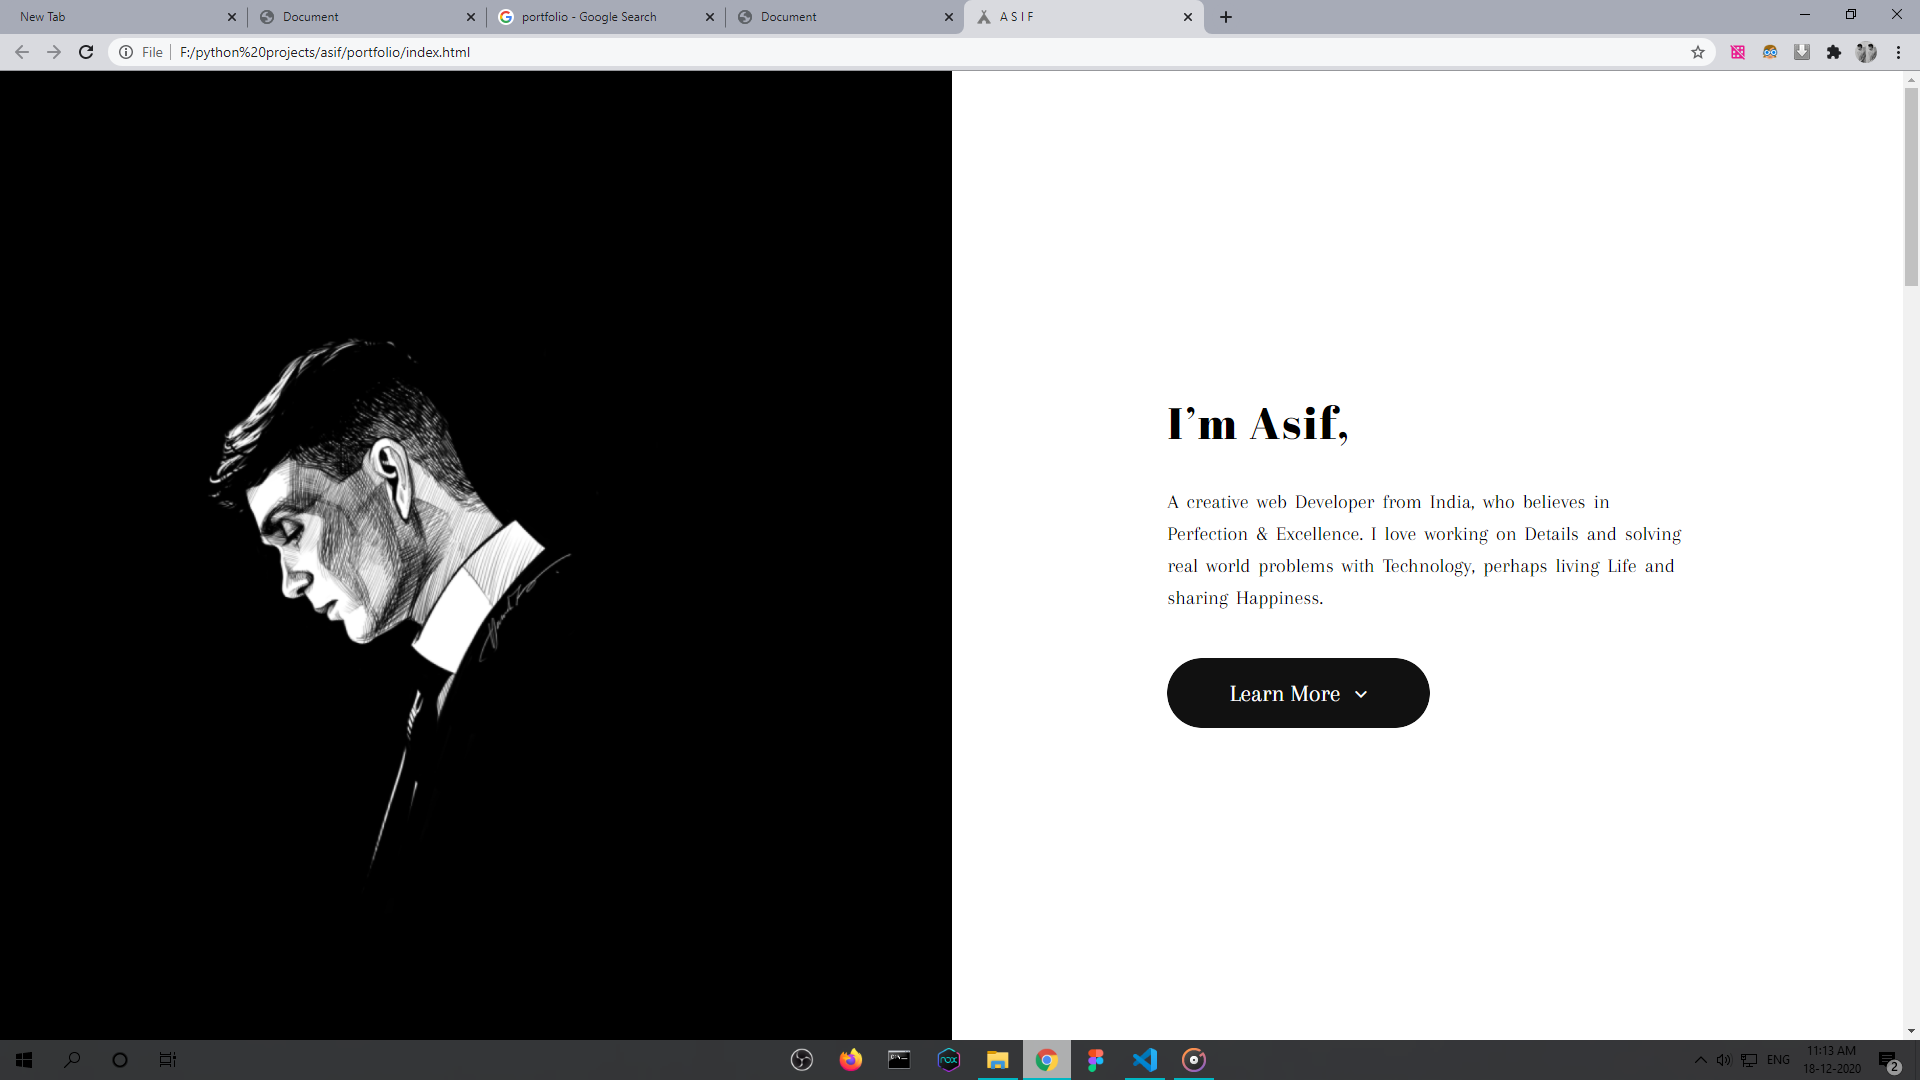 New Tab
Document
portfolio - Google Search
Document
A S I F
File
F:/python%20projects/asif/portfolio/index.html
I’m Asif,
A creative web Developer from India, who believes in
Perfection & Excellence. I love working on Details and solving
real world problems with Technology, perhaps living Life and
sharing Happiness.
Learn More
ENG
11:13 AM
18-12-2020
2